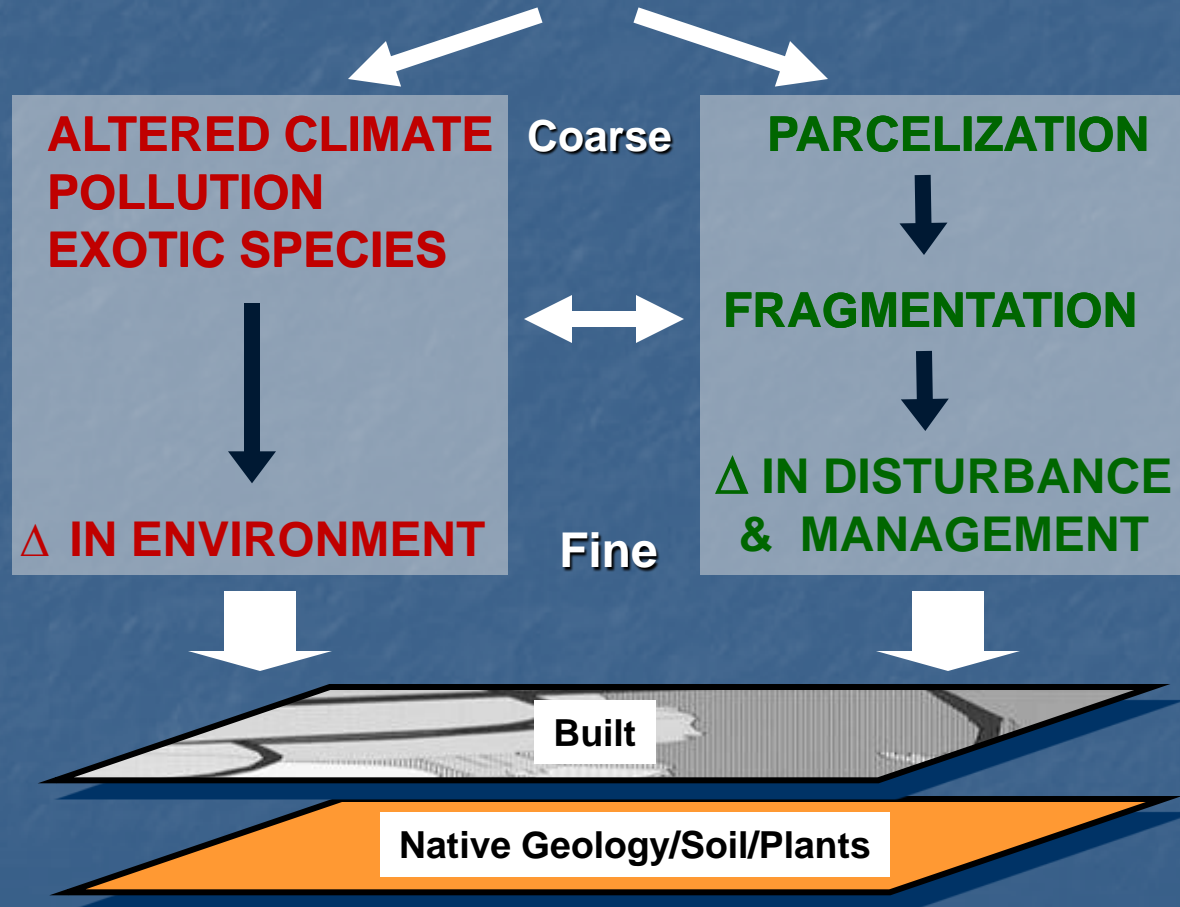 ALTERED CLIMATE
POLLUTION
EXOTIC SPECIES
Δ IN ENVIRONMENT
Coarse
Fine
PARCELIZATION
FRAGMENTATION
Δ IN DISTURBANCE
& MANAGEMENT
Built
Native Geology/Soil/Plants